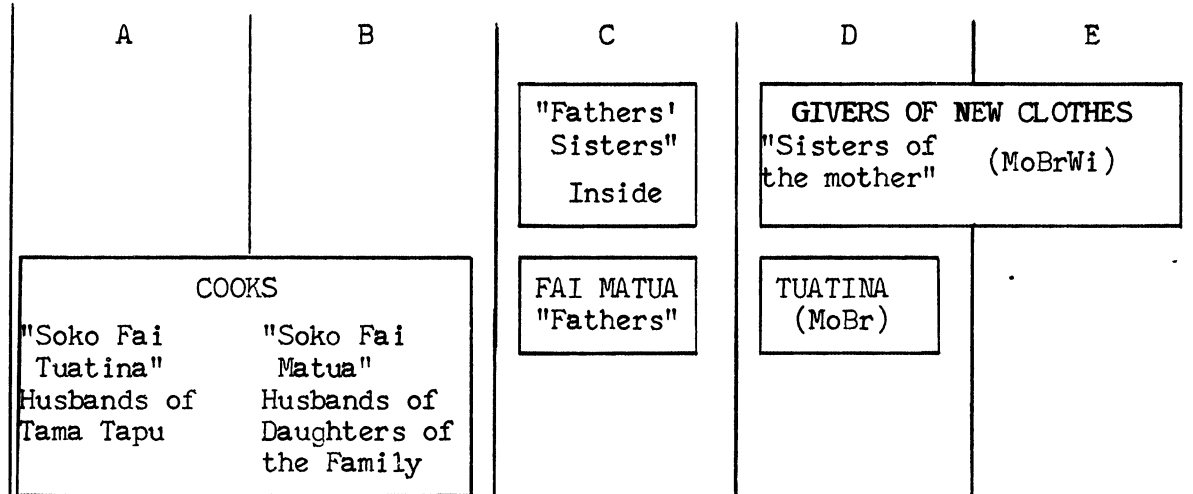 A B C D E
"Fathers'
Sisters"
Inside
GIVERS OF NEW CLOTHES
"Sisters of
the mother"
(MoBrWi)
COOKS
"Soko Fai
Tuatina"
Husbands of
Tama Tapu
"Soko Fai
Matua"
Husbands of
Daughters of
the Family
FAI MATUA
"Fathers"
TUATINA
(MoBr)